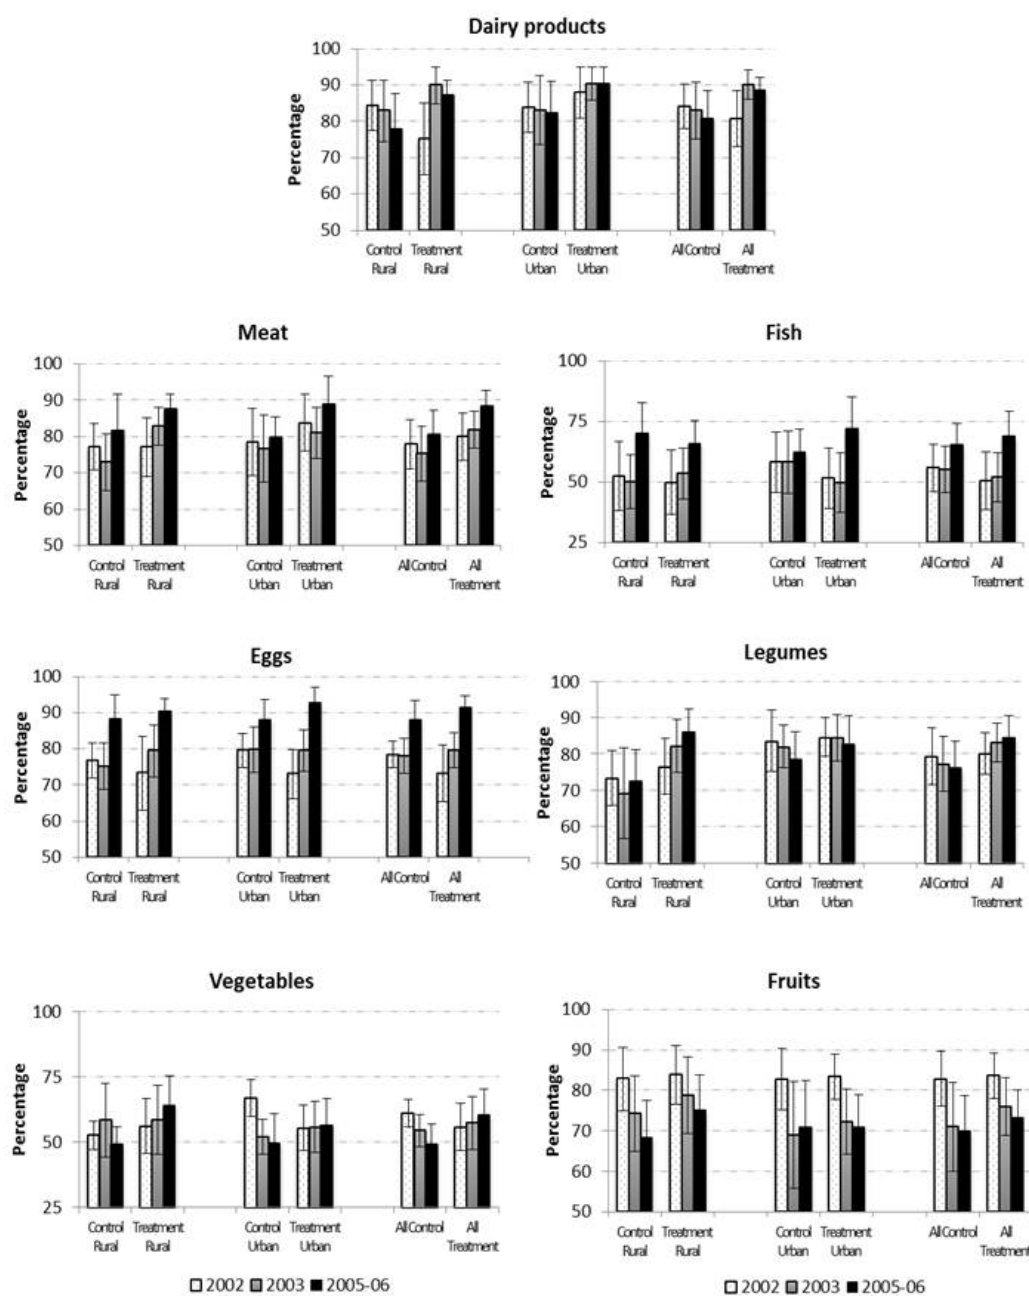 Dairy products
100
90
80
70
60
50
Percentage
Control Rural
Treatment Rural
Control Urban
Treatment Urban
All Control
All Treatment
Meat
100
90
80
70
60
50
Percentage
Control Rural
Treatment Rural
Control Urban
Treatment Urban
All Control
All Treatment
Fish
100
75
50
25
Percentage
Control Rural
Treatment Rural
Control Urban
Treatment Urban
All Control
All Treatment
Eggs
100
90
80
70
60
50
Percentage
Control Rural
Treatment Rural
Control Urban
Treatment Urban
All Control
All Treatment
Legumes
100
90
80
70
60
50
Percentage
Control Rural
Treatment Rural
Control Urban
Treatment Urban
All Control
All Treatment
Vegetables
100
75
50
25
Percentage
Control Rural
Treatment Rural
Control Urban
Treatment Urban
All Control
All Treatment
2002 2003 2005-06
Fruits
100
90
80
70
60
50
Percentage
Control Rural
Treatment Rural
Control Urban
Treatment Urban
All Control
All Treatment
2002 2003 2005-06